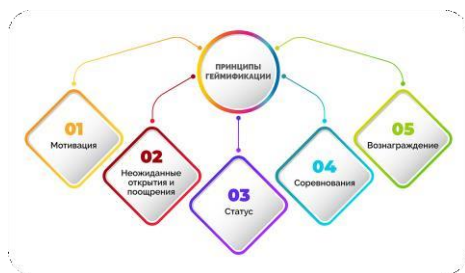 ПРИНЦИПЫ
ГЕЙМИФИКАЦИИ
01
Мотивация
02
Неожиданные
открытия и
поощрения
03
Статус
04
Соревнования
05
Вознаграждение